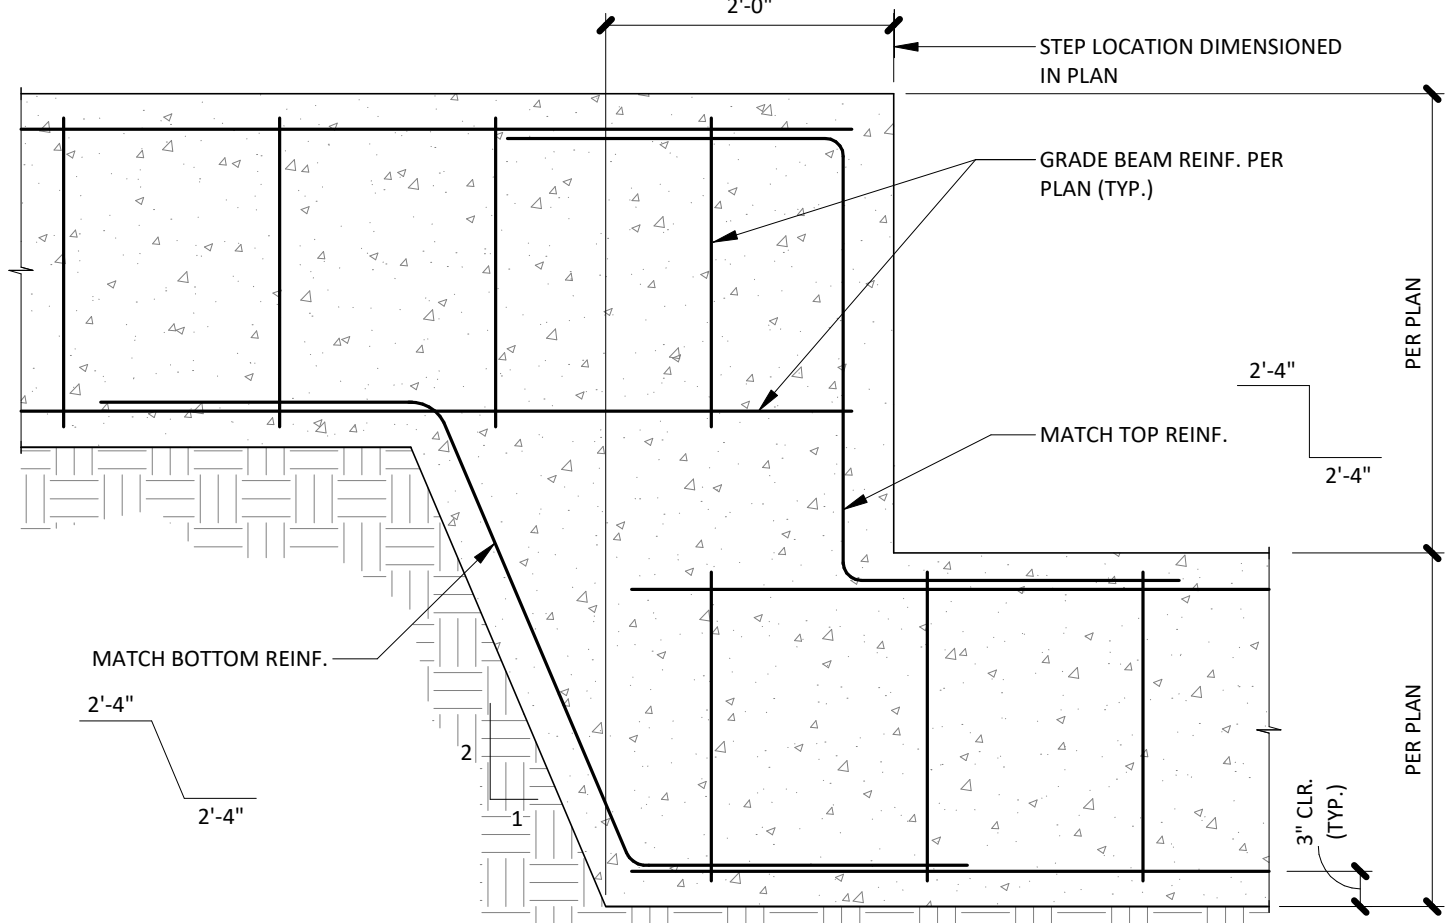 2'-0"
STEP LOCATION DIMENSIONED
IN PLAN
GRADE BEAM REINF. PER
PLAN (TYP.)
PER PLAN
2'-4"
MATCH TOP REINF.
2'-4"
MATCH BOTTOM REINF.
2'-4"
2
PER PLAN
2'-4"
1
3" CLR.
(TYP.)